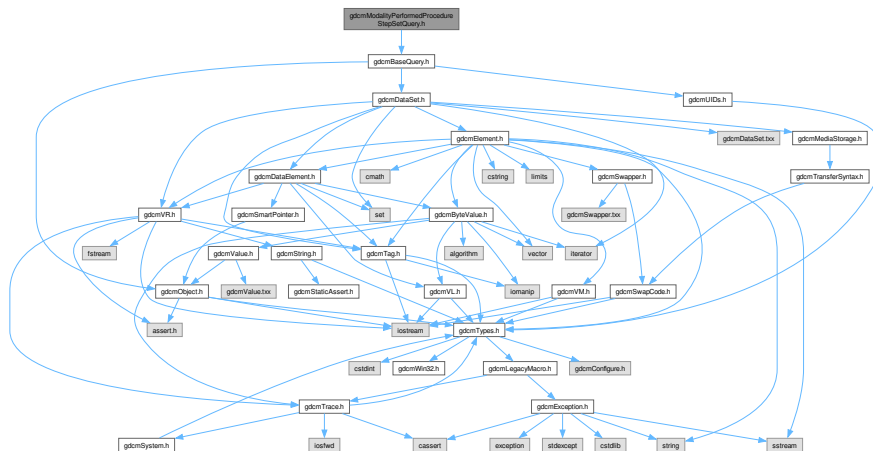 gdcmModalityPerformedProcedure
StepSetQuery.h
gdcmBaseQuery.h
gdcmDataSet.h
gdcmUIDs.h
gdcmElement.h
gdcmDataSet.txx
gdcmMediaStorage.h
gdcmDataElement.h
cmath
cstring
limits
gdcmSwapper.h
gdcmTransferSyntax.h
gdcmVR.h
gdcmSmartPointer.h
set
gdcmByteValue.h
gdcmSwapper.txx
fstream
gdcmValue.h
gdcmString.h
gdcmTag.h
algorithm
vector
iterator
gdcmObject.h
gdcmValue.txx
gdcmStaticAssert.h
gdcmVL.h
iomanip
gdcmVM.h
gdcmSwapCode.h
assert.h
iostream
gdcmTypes.h
cstdint
gdcmWin32.h
gdcmLegacyMacro.h
gdcmConfigure.h
gdcmTrace.h
gdcmException.h
gdcmSystem.h
iosfwd
cassert
exception
stdexcept
cstdlib
string
sstream